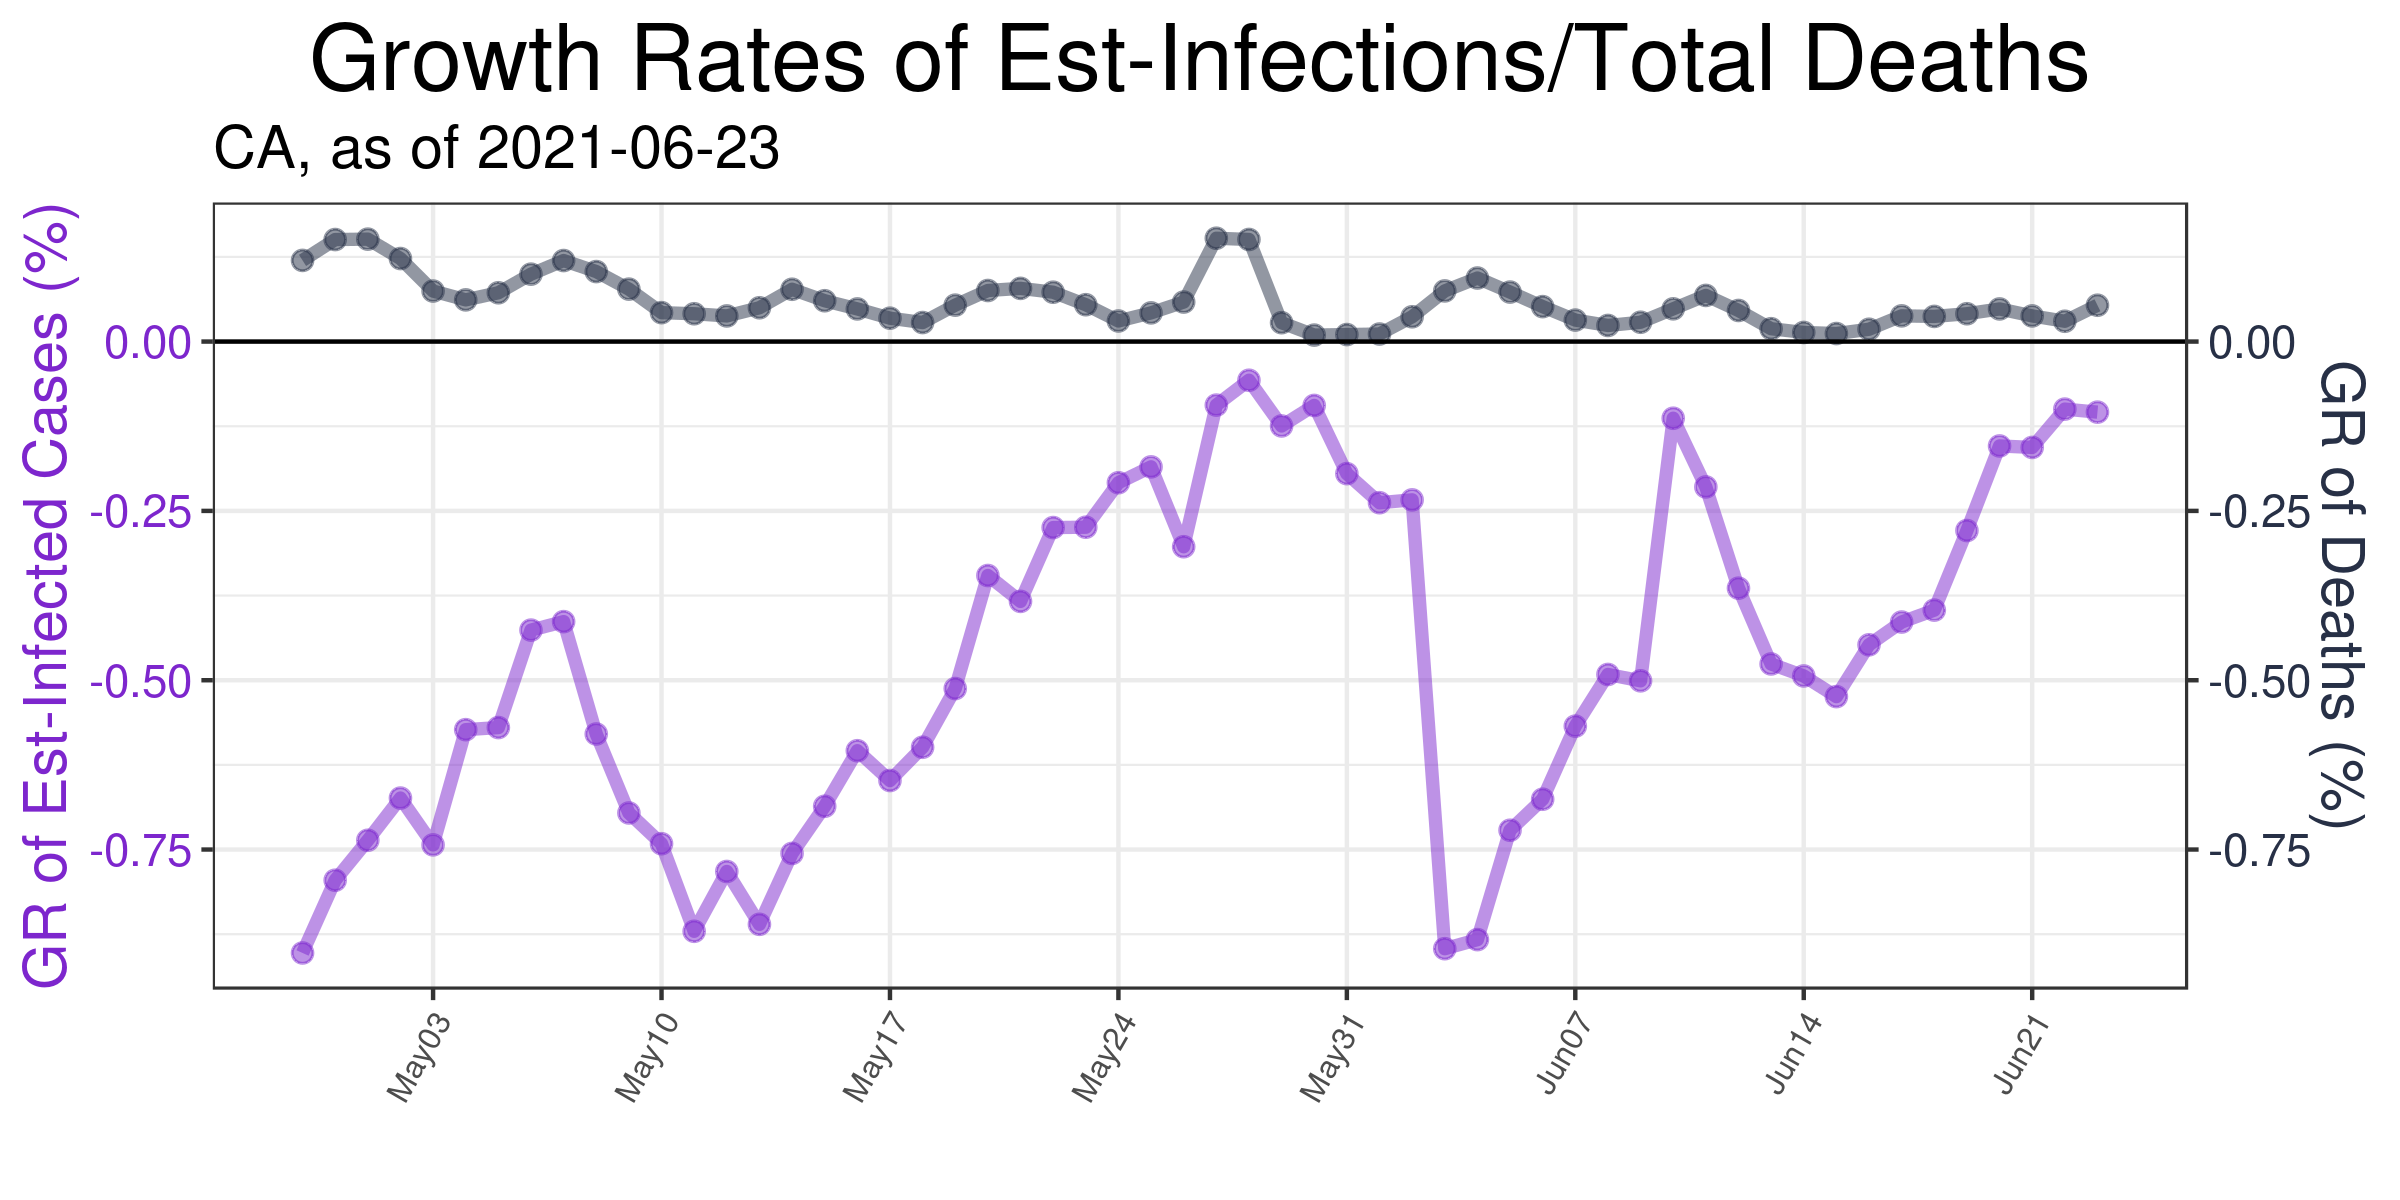 Growth Rates of Est-Infections/Total Deaths
CA, as of 2021-06-23
GR of Est-Infected Cases (%)
0.00
-0.25
-0.50
-0.75
0.00
-0.25
-0.50
-0.75
GR of Deaths (%)
May03
May10
May17
May24
May31
Jun07
Jun14
Jun21